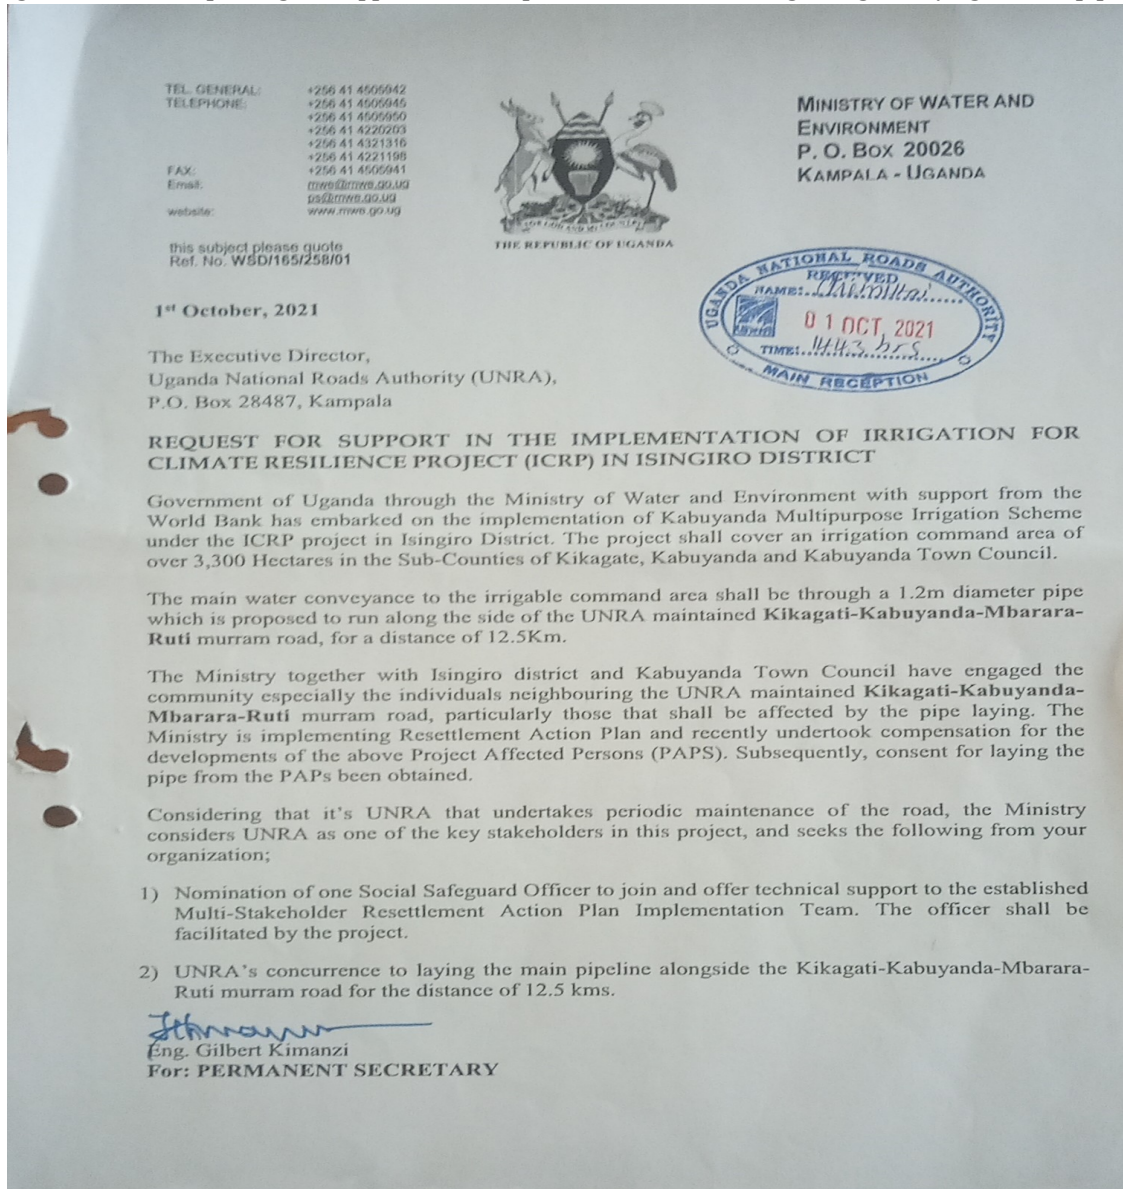 TEL. GENERAL: +256 41 4505942
TELEPHONE: +256 41 4505945
+256 41 4505950
+256 41 4220203
+256 41 4321316
+256 41 4221198
FAX: +256 41 4505941
Email: mwe@mwe.go.ug
ps@mwe.go.ug
website: www.mwe.go.ug
this subject please quote
Ref. No. WSD/165/258/01
THE REPUBLIC OF UGANDA
MINISTRY OF WATER AND
ENVIRONMENT
P. O. BOX 20026
KAMPALA - UGANDA
UGANDA NATIONAL ROADS AUTHORITY
RECEIVED
NAME:
01 OCT, 2021
TIME: 1443 hrs
MAIN RECEPTION
1st October, 2021
The Executive Director,
Uganda National Roads Authority (UNRA),
P.O. Box 28487, Kampala
REQUEST FOR SUPPORT IN THE IMPLEMENTATION OF IRRIGATION FOR
CLIMATE RESILIENCE PROJECT (ICRP) IN ISINGIRO DISTRICT
Government of Uganda through the Ministry of Water and Environment with support from the
World Bank has embarked on the implementation of Kabuyanda Multipurpose Irrigation Scheme
under the ICRP project in Isingiro District. The project shall cover an irrigation command area of
over 3,300 Hectares in the Sub-Counties of Kikagate, Kabuyanda and Kabuyanda Town Council.
The main water conveyance to the irrigable command area shall be through a 1.2m diameter pipe
which is proposed to run along the side of the UNRA maintained Kikagati-Kabuyanda-Mbarara-
Ruti murram road, for a distance of 12.5Km.
The Ministry together with Isingiro district and Kabuyanda Town Council have engaged the
community especially the individuals neighbouring the UNRA maintained Kikagati-Kabuyanda-
Mbarara-Ruti murram road, particularly those that shall be affected by the pipe laying. The
Ministry is implementing Resettlement Action Plan and recently undertook compensation for the
developments of the above Project Affected Persons (PAPS). Subsequently, consent for laying the
pipe from the PAPs been obtained.
Considering that it's UNRA that undertakes periodic maintenance of the road, the Ministry
considers UNRA as one of the key stakeholders in this project, and seeks the following from your
organization;
1) Nomination of one Social Safeguard Officer to join and offer technical support to the established
Multi-Stakeholder Resettlement Action Plan Implementation Team. The officer shall be
facilitated by the project.
2) UNRA's concurrence to laying the main pipeline alongside the Kikagati-Kabuyanda-Mbarara-
Ruti murram road for the distance of 12.5 kms.
Eng. Gilbert Kimanzi
For: PERMANENT SECRETARY